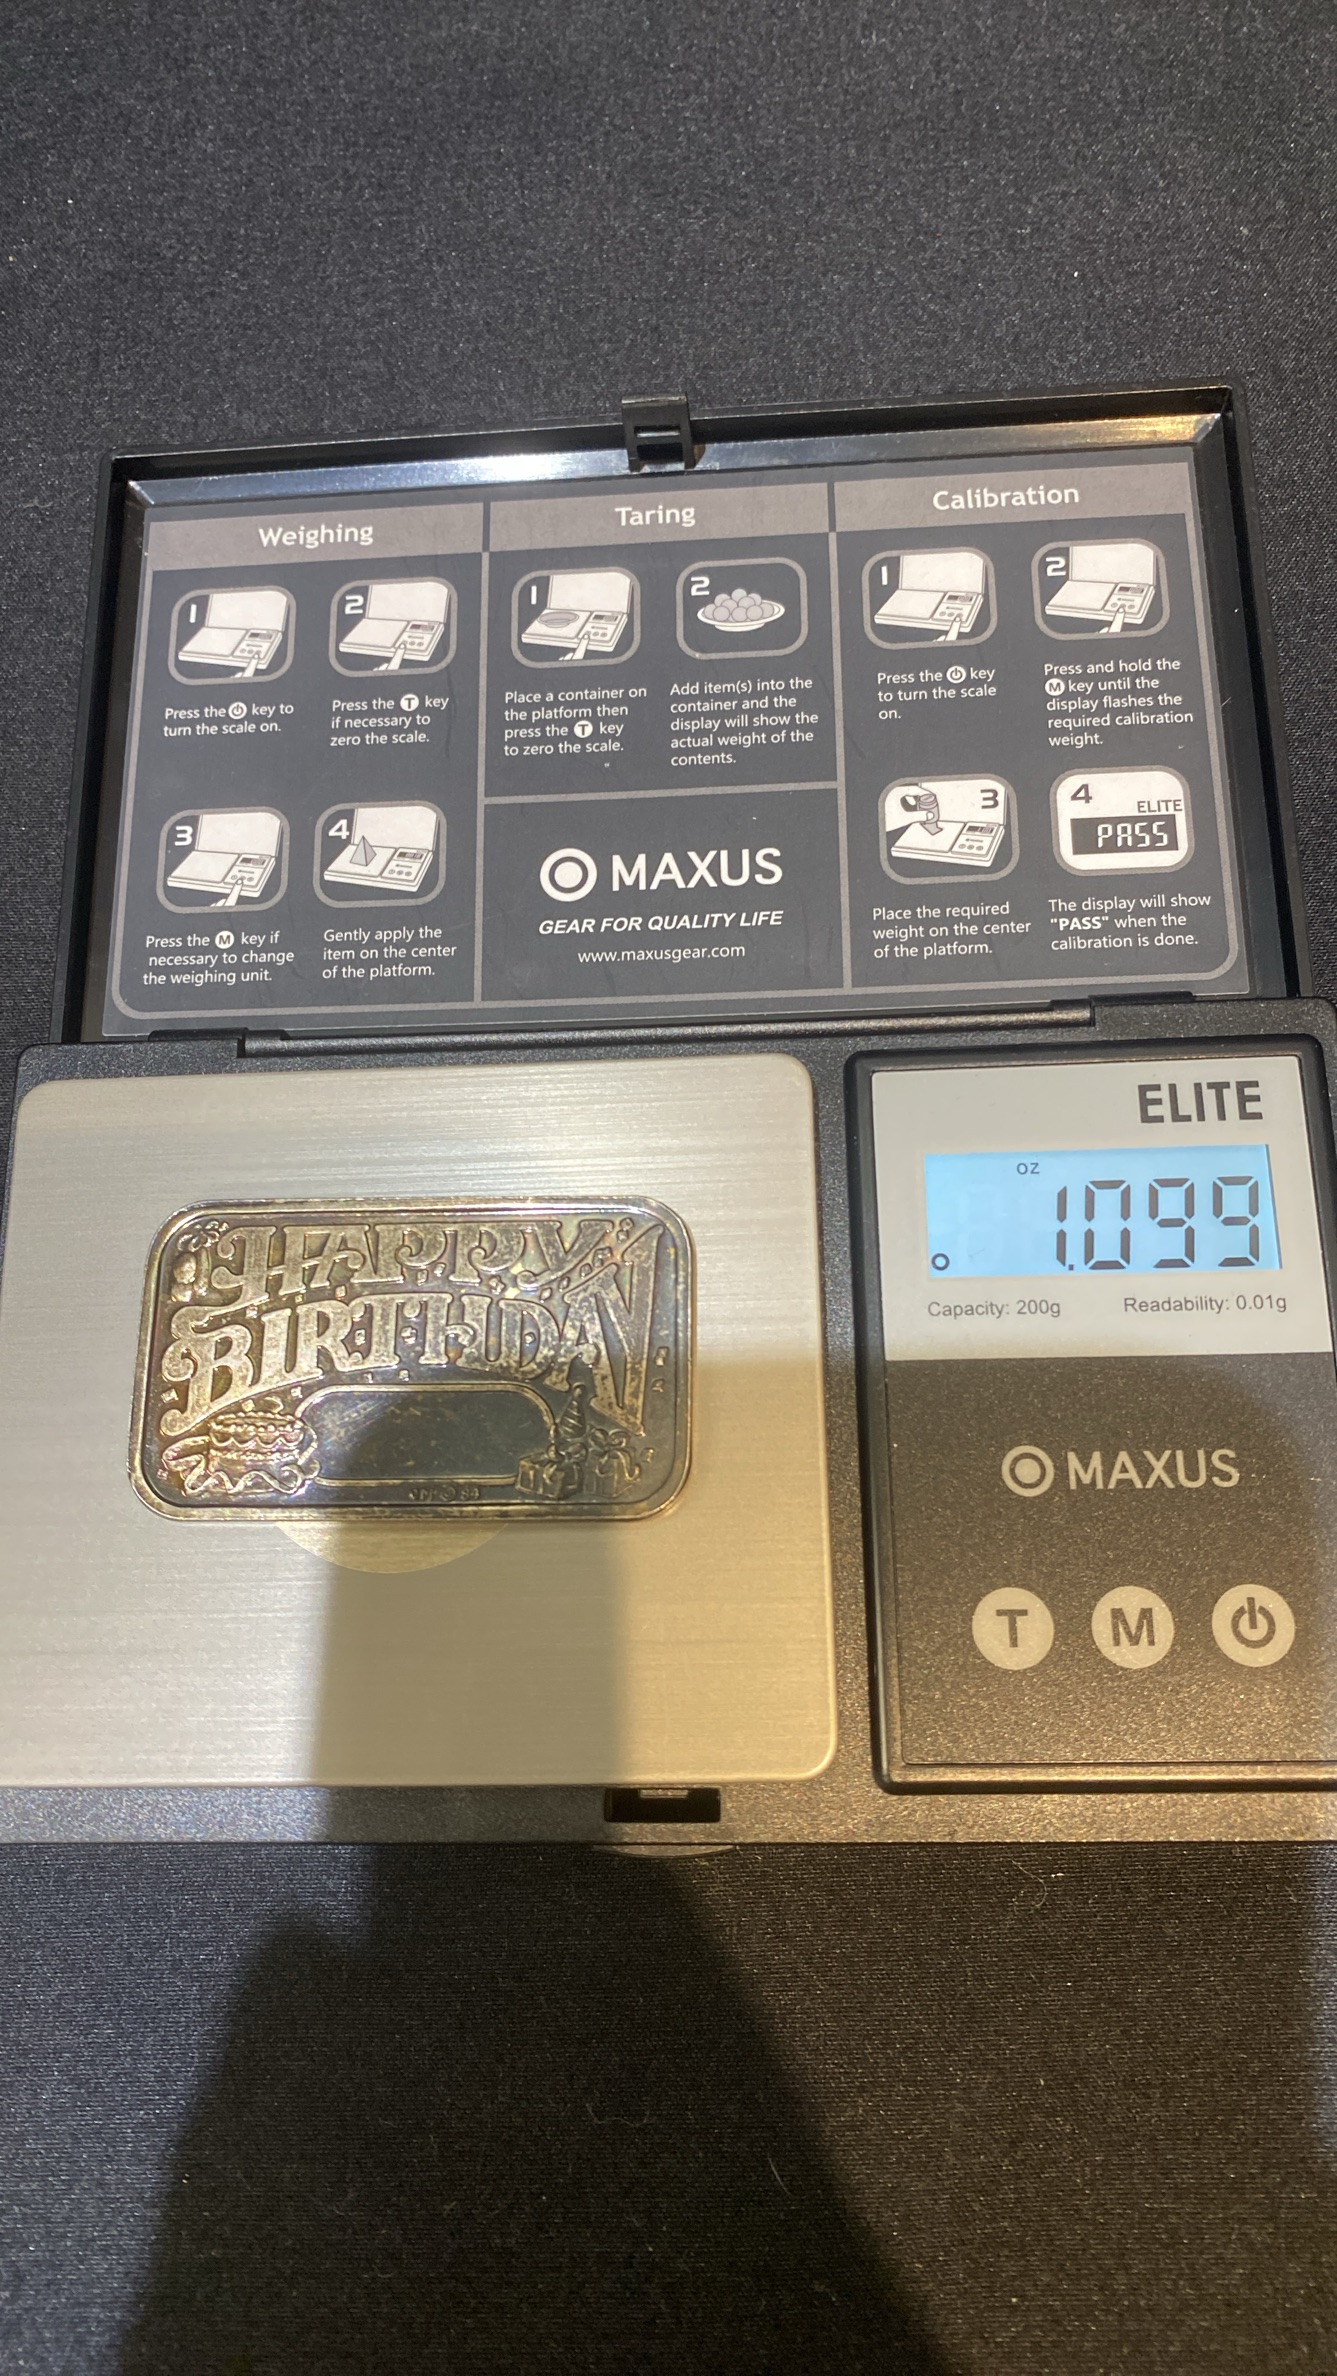 Weighing
Taring
Calibration
1
2
Press the key to
turn the scale on.
Press the T key
if necessary to
zero the scale.
3
4
Press the M key if
necessary to change
the weighing unit.
Gently apply the
item on the center
of the platform.
1
2
Place a container on
the platform then
press the T key
to zero the scale.
Add item(s) into the
container and the
display will show the
actual weight of the
contents.
MAXUS
GEAR FOR QUALITY LIFE
www.maxusgear.com
1
2
Press the key
to turn the scale
on.
Press and hold the
M key until the
display flashes the
required calibration
weight.
3
4
ELITE
PASS
Place the required
weight on the center
of the platform.
The display will show
"PASS" when the
calibration is done.
HAPPY
BIRTHDAY
ELITE
oz
1.099
Capacity: 200g
Readability: 0.01g
MAXUS
T
M